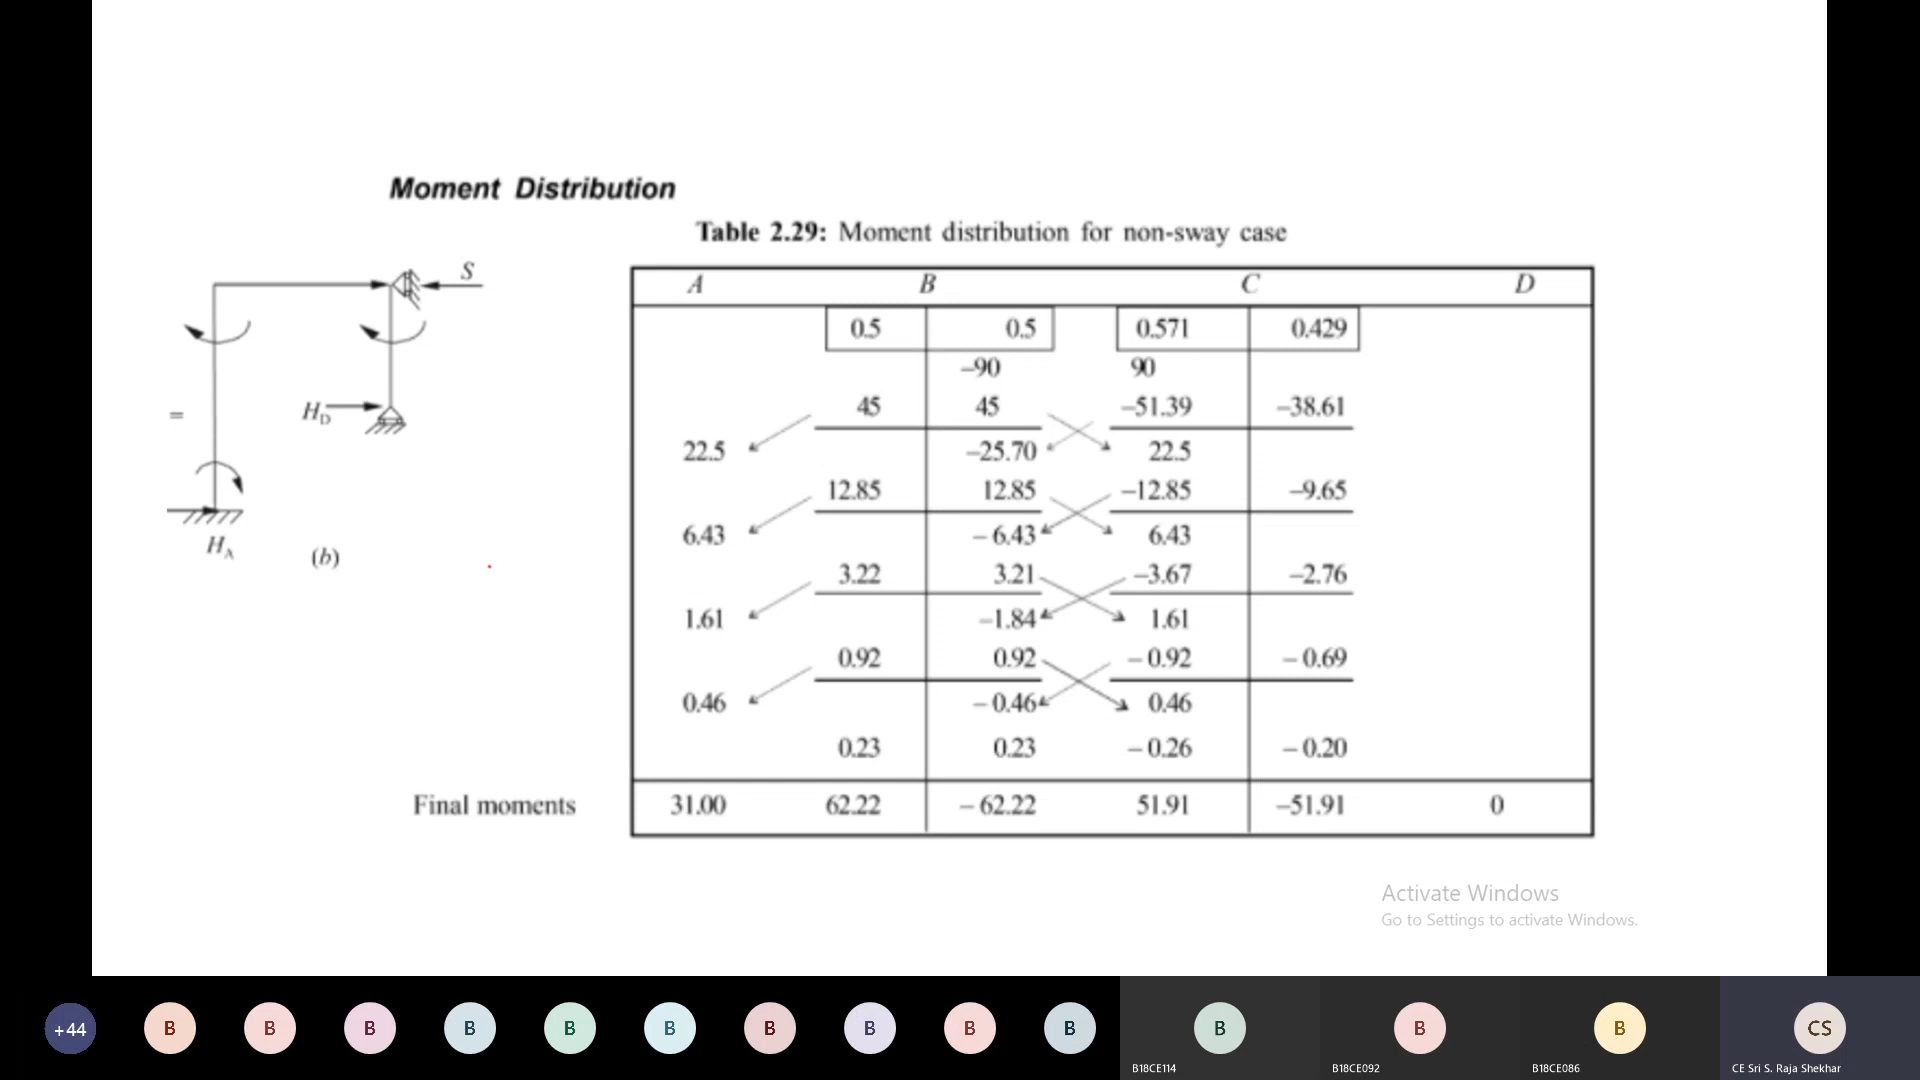 Moment Distribution
Table 2.29: Moment distribution for non-sway case
S
=
H_D
H_A
(b)
A B C D
0.5 0.5 0.571 0.429
–90 90
45 45 –51.39 –38.61
22.5 –25.70 22.5
12.85 12.85 –12.85 –9.65
6.43 – 6.43 6.43
3.22 3.21 –3.67 –2.76
1.61 –1.84 1.61
0.92 0.92 – 0.92 – 0.69
0.46 – 0.46 0.46
0.23 0.23 – 0.26 – 0.20
Final moments 31.00 62.22 – 62.22 51.91 –51.91 0
Activate Windows
Go to Settings to activate Windows.
+44 B B B B B B B B B B B B B CS
B18CE114 B18CE092 B18CE086 CE Sri S. Raja Shekhar